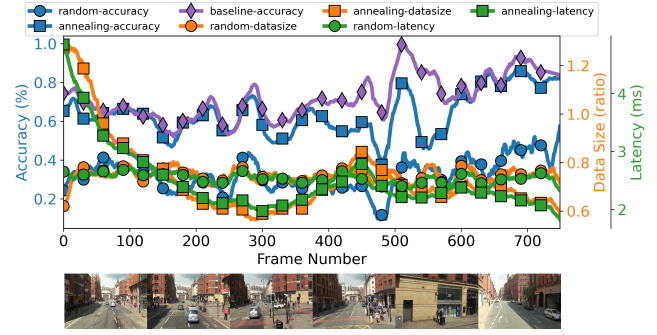 random-accuracy baseline-accuracy annealing-datasize annealing-latency
annealing-accuracy random-datasize random-latency
Accuracy (%)
1.0
0.8
0.6
0.4
0.2
0 100 200 300 400 500 600 700
Frame Number
1.2
1.0
0.8
0.6
Data Size (ratio)
4
3
2
Latency (ms)